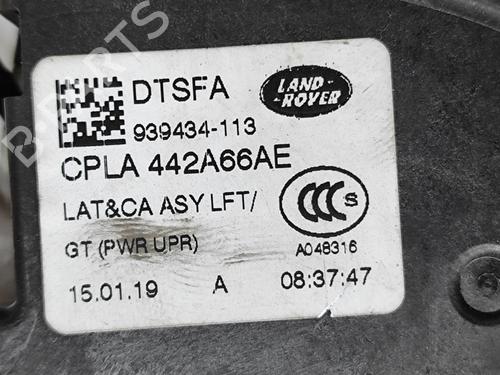 DTSFA
LAND-
ROVER
939434-113
CPLA 442A66AE
LAT&CA ASY LFT/
GT (PWR UPR)
CCC S
A048316
15.01.19 A 08:37:47
B-PARTS